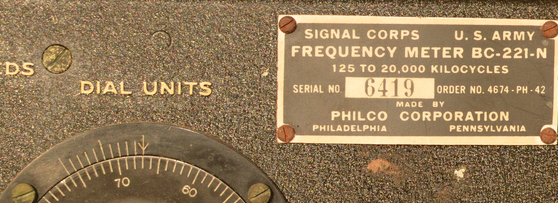 SIGNAL CORPS U. S. ARMY
FREQUENCY METER BC-221-N
125 TO 20,000 KILOCYCLES
SERIAL NO 6419 ORDER NO. 4674-PH-42
MADE BY
PHILCO CORPORATION
PHILADELPHIA PENNSYLVANIA
DIAL UNITS
70 60